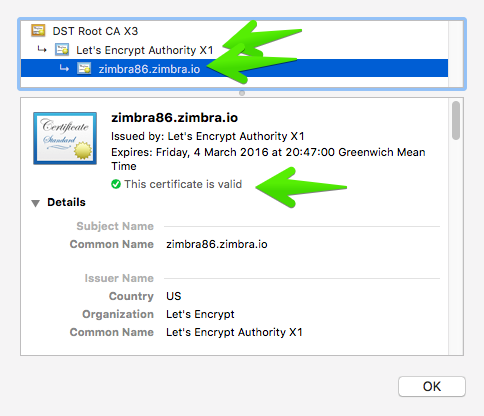 DST Root CA X3
Let's Encrypt Authority X1
zimbra86.zimbra.io
Certificate
Standard
zimbra86.zimbra.io
Issued by: Let's Encrypt Authority X1
Expires: Friday, 4 March 2016 at 20:47:00 Greenwich Mean
Time
This certificate is valid
Details
Subject Name
Common Name zimbra86.zimbra.io
Issuer Name
Country US
Organization Let's Encrypt
Common Name Let's Encrypt Authority X1
OK